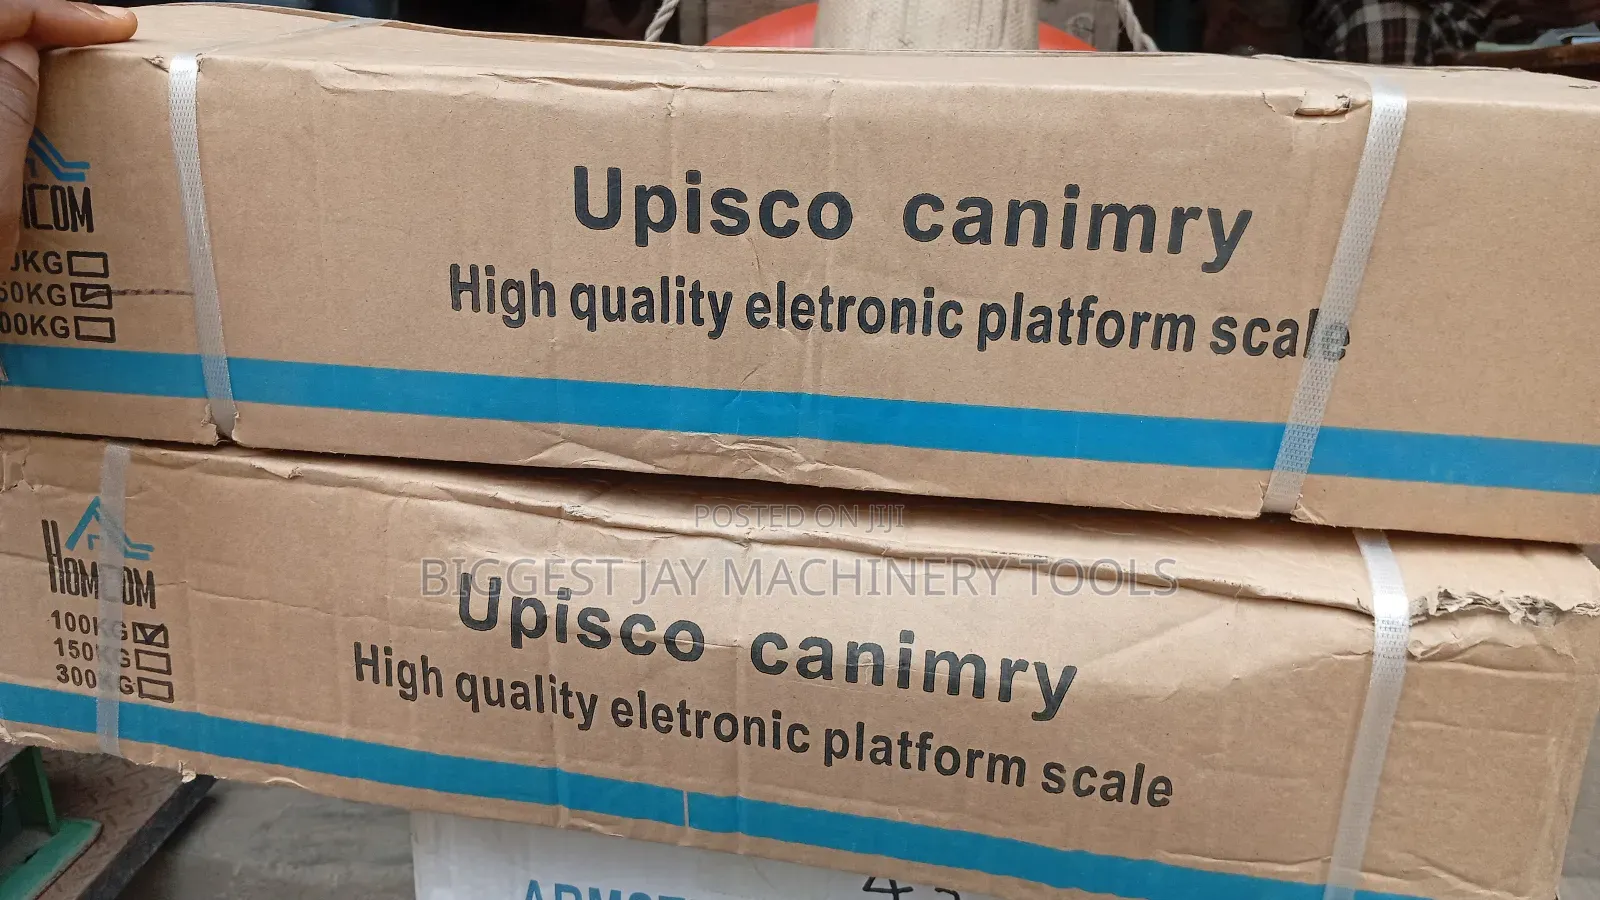 Upisco canimry
High quality eletronic platform scale
POSTED ON JIJI
BIGGEST JAY MACHINERY TOOLS
HOMCOM
100KG
150KG
300KG
Upisco canimry
High quality eletronic platform scale